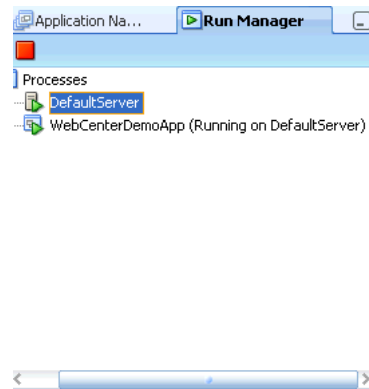 Application Na... Run Manager
Processes
DefaultServer
WebCenterDemoApp (Running on DefaultServer)